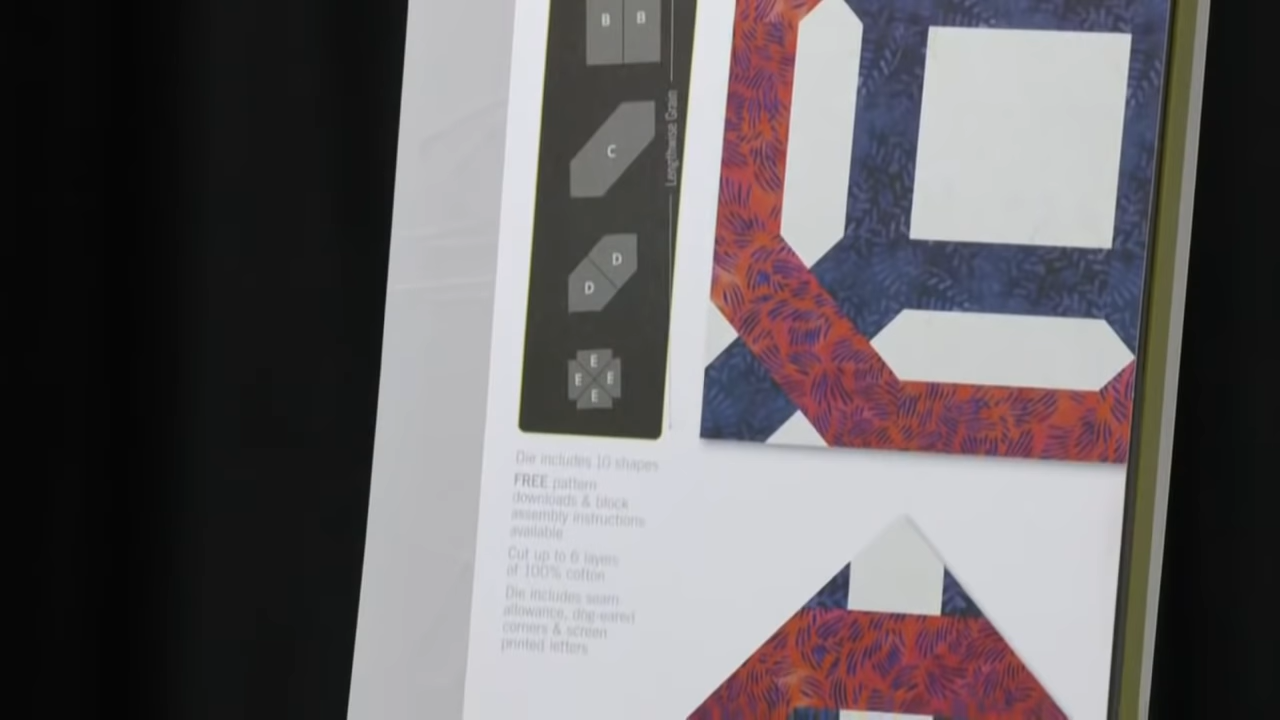 B B
C
Lengthwise Grain
D
D
E
E E
E
Die includes 10 shapes
FREE pattern
downloads & block
assembly instructions
available
Cut up to 6 layers
of 100% cotton
Die includes seam
allowance, dog-eared
corners & screen
printed letters